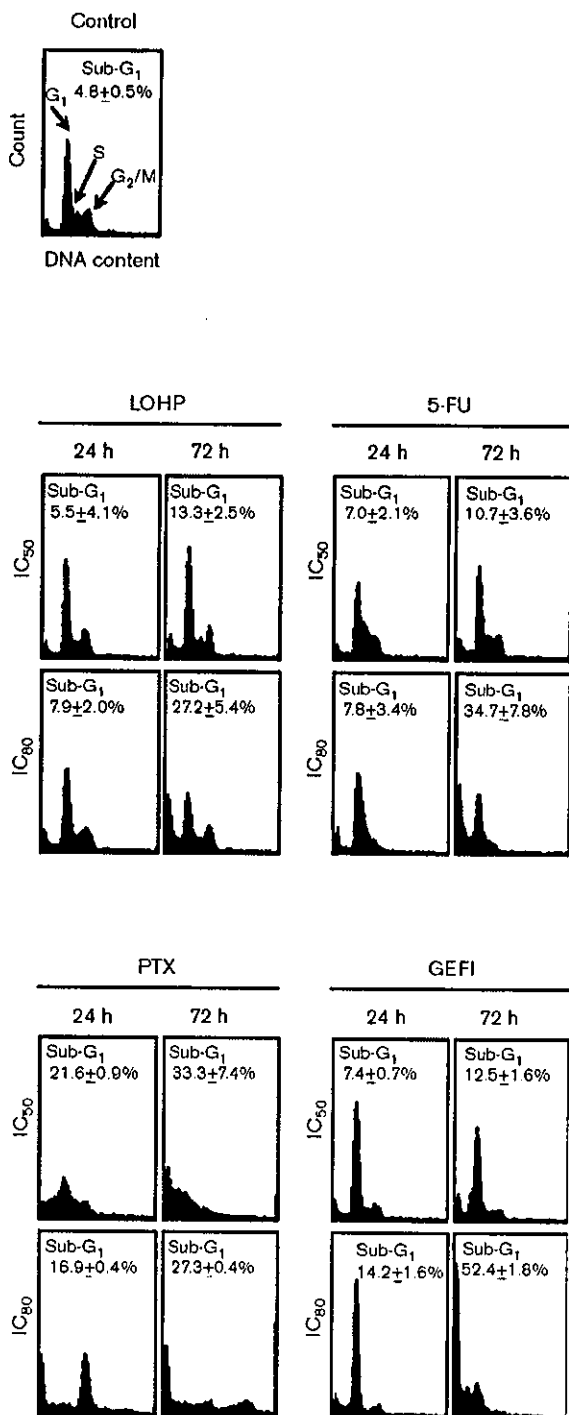 Control
Sub-G1
4.8±0.5%
G1
S
G2/M
Count
DNA content
LOHP
24 h 72 h
IC50
Sub-G1 Sub-G1
5.5±4.1% 13.3±2.5%
IC80
Sub-G1 Sub-G1
7.9±2.0% 27.2±5.4%
5-FU
24 h 72 h
IC50
Sub-G1 Sub-G1
7.0±2.1% 10.7±3.6%
IC80
Sub-G1 Sub-G1
7.8±3.4% 34.7±7.8%
PTX
24 h 72 h
IC50
Sub-G1 Sub-G1
21.6±0.9% 33.3±7.4%
IC80
Sub-G1 Sub-G1
16.9±0.4% 27.3±0.4%
GEFI
24 h 72 h
IC50
Sub-G1 Sub-G1
7.4±0.7% 12.5±1.6%
IC80
Sub-G1 Sub-G1
14.2±1.6% 52.4±1.8%